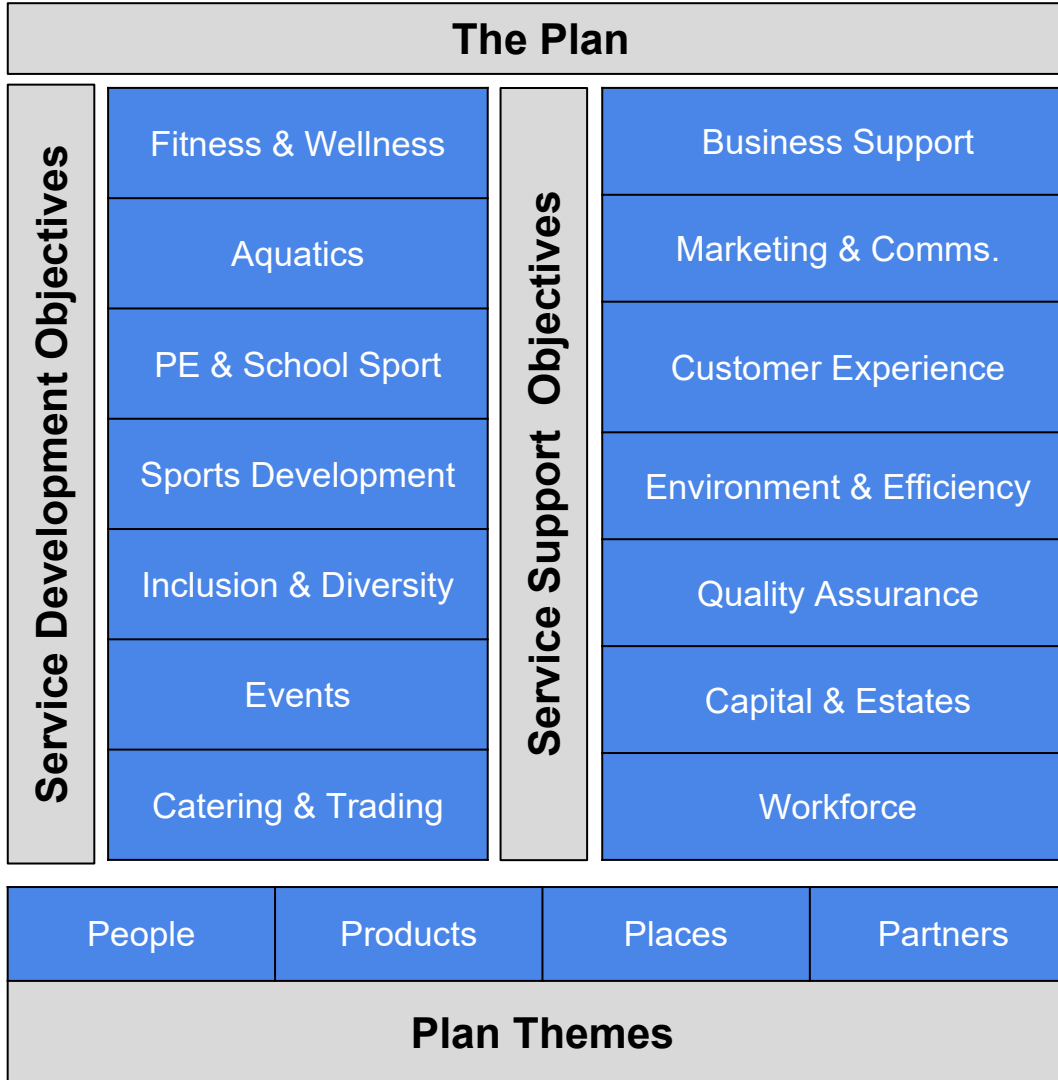 The Plan
Service Development Objectives
Fitness & Wellness
Aquatics
PE & School Sport
Sports Development
Inclusion & Diversity
Events
Catering & Trading
Service Support Objectives
Business Support
Marketing & Comms.
Customer Experience
Environment & Efficiency
Quality Assurance
Capital & Estates
Workforce
People
Products
Places
Partners
Plan Themes